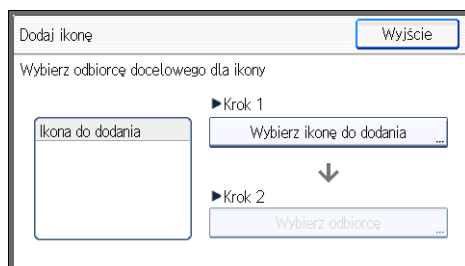 Dodaj ikonę
Wyjście
Wybierz odbiorcę docelowego dla ikony
►Krok 1
Ikona do dodania
Wybierz ikonę do dodania
...
►Krok 2
Wybierz odbiorcę
...